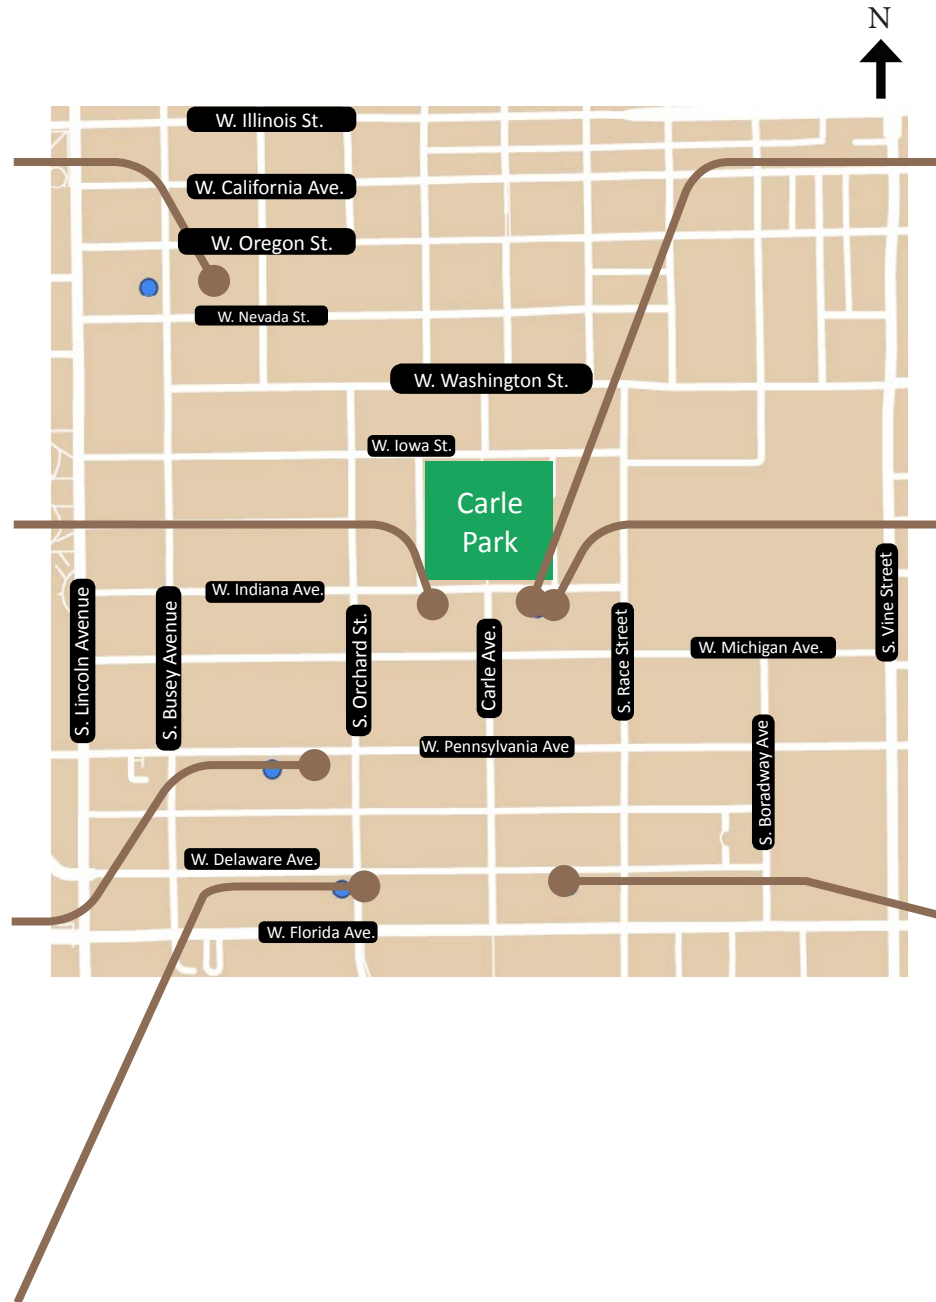 N
W. Illinois St.
W. California Ave.
W. Oregon St.
W. Nevada St.
W. Washington St.
W. Iowa St.
Carle
Park
W. Indiana Ave.
S. Lincoln Avenue
S. Busey Avenue
S. Orchard St.
Carle Ave.
S. Race Street
S. Vine Street
W. Michigan Ave.
W. Pennsylvania Ave
S. Boradway Ave
W. Delaware Ave.
W. Florida Ave.